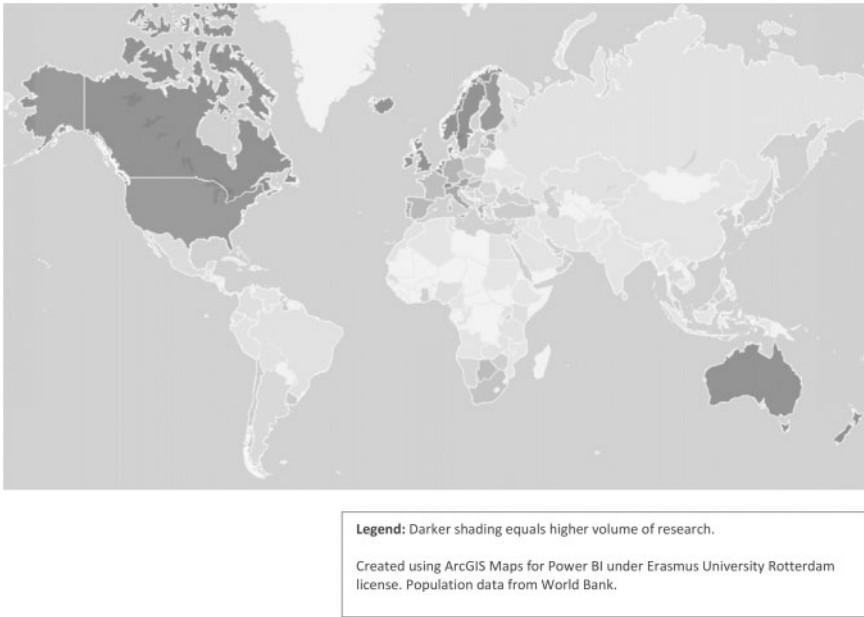 Legend: Darker shading equals higher volume of research.
Created using ArcGIS Maps for Power BI under Erasmus University Rotterdam
license. Population data from World Bank.